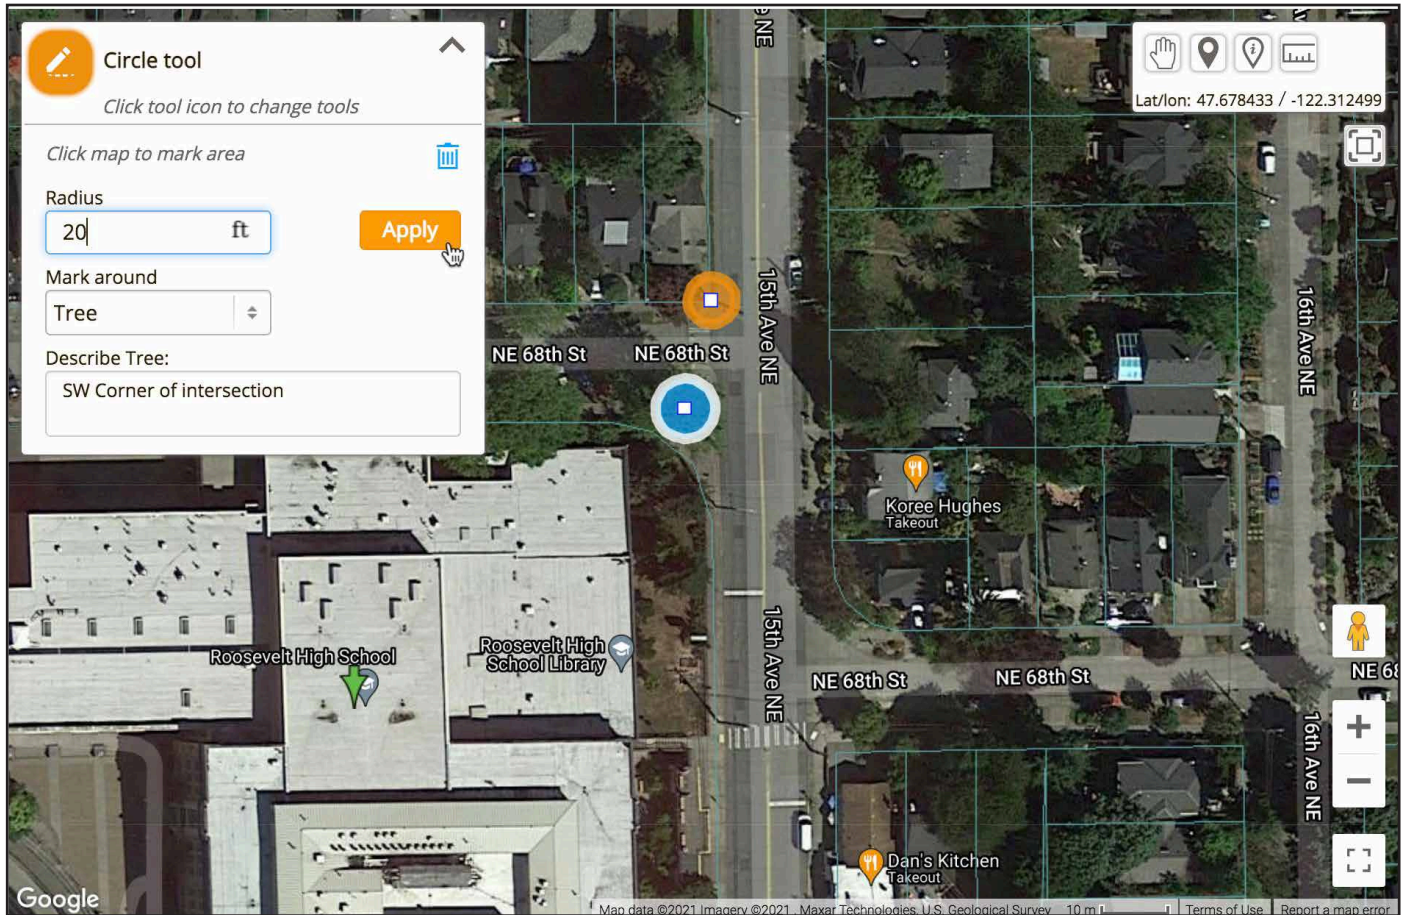 Circle tool
Click tool icon to change tools
Click map to mark area
Radius
20 ft
Apply
Mark around
Tree
Describe Tree:
SW Corner of intersection
Lat/lon: 47.678433 / -122.312499
e NE
Av
15th Ave NE
16th Ave NE
NE 68th St
NE 68th St
Koree Hughes
Takeout
Roosevelt High School
Roosevelt High
School Library
15th Ave NE
NE 68th St
NE 68th St
NE 68
16th Ave NE
Dan's Kitchen
Takeout
Google
Map data ©2021 Imagery ©2021 , Maxar Technologies, U.S. Geological Survey
10 m
Terms of Use
Report a map error